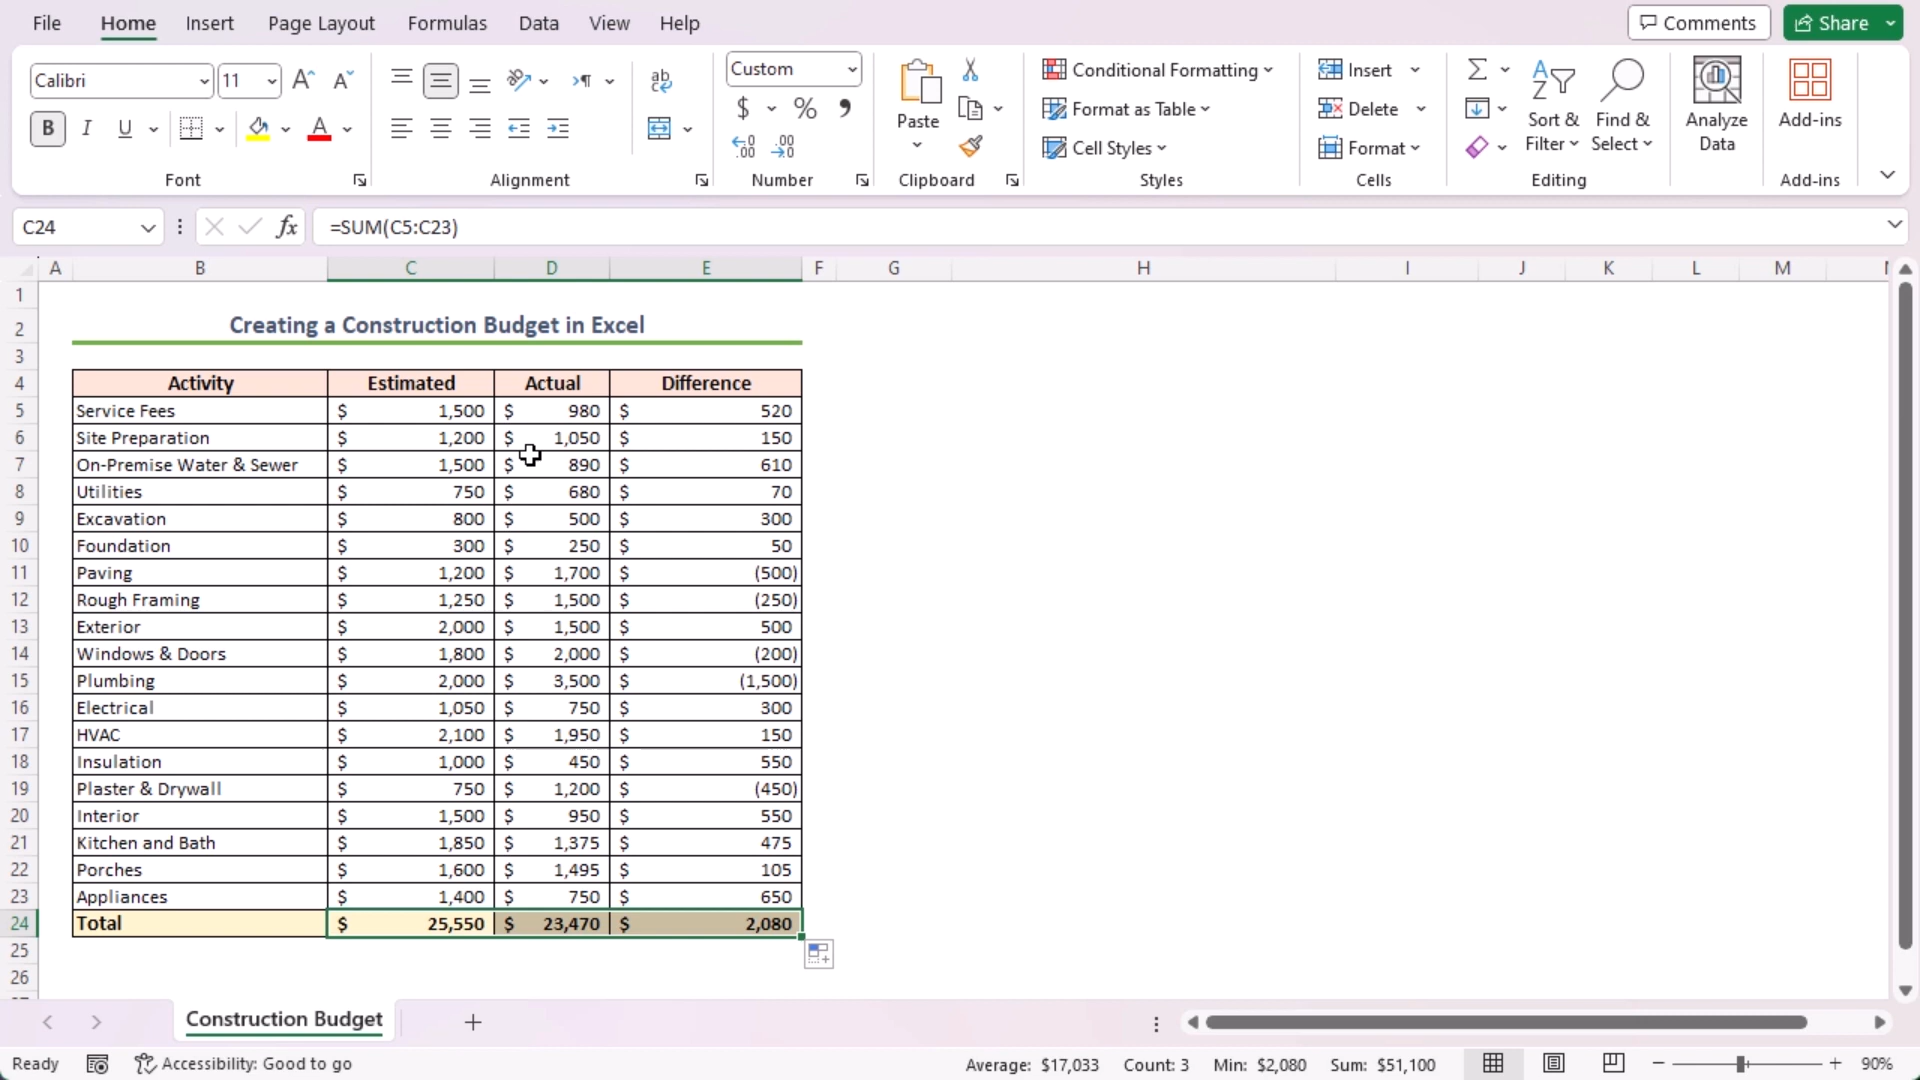 File Home Insert Page Layout Formulas Data View Help Comments Share
Calibri 11 A A ab c Custom Conditional Formatting Insert Σ A Z
B I U A $ % , Paste Format as Table Delete Sort & Find & Analyze Add-ins
.00 .00 Cell Styles Format Filter Select Data
Font Alignment Number Clipboard Styles Cells Editing Add-ins
C24 fx =SUM(C5:C23)
A B C D E F G H I J K L M
1
2 Creating a Construction Budget in Excel
3
4 Activity Estimated Actual Difference
5 Service Fees $ 1,500 $ 980 $ 520
6 Site Preparation $ 1,200 $ 1,050 $ 150
7 On-Premise Water & Sewer $ 1,500 $ 890 $ 610
8 Utilities $ 750 $ 680 $ 70
9 Excavation $ 800 $ 500 $ 300
10 Foundation $ 300 $ 250 $ 50
11 Paving $ 1,200 $ 1,700 $ (500)
12 Rough Framing $ 1,250 $ 1,500 $ (250)
13 Exterior $ 2,000 $ 1,500 $ 500
14 Windows & Doors $ 1,800 $ 2,000 $ (200)
15 Plumbing $ 2,000 $ 3,500 $ (1,500)
16 Electrical $ 1,050 $ 750 $ 300
17 HVAC $ 2,100 $ 1,950 $ 150
18 Insulation $ 1,000 $ 450 $ 550
19 Plaster & Drywall $ 750 $ 1,200 $ (450)
20 Interior $ 1,500 $ 950 $ 550
21 Kitchen and Bath $ 1,850 $ 1,375 $ 475
22 Porches $ 1,600 $ 1,495 $ 105
23 Appliances $ 1,400 $ 750 $ 650
24 Total $ 25,550 $ 23,470 $ 2,080
25
26
Construction Budget
Ready Accessibility: Good to go Average: $17,033 Count: 3 Min: $2,080 Sum: $51,100 90%